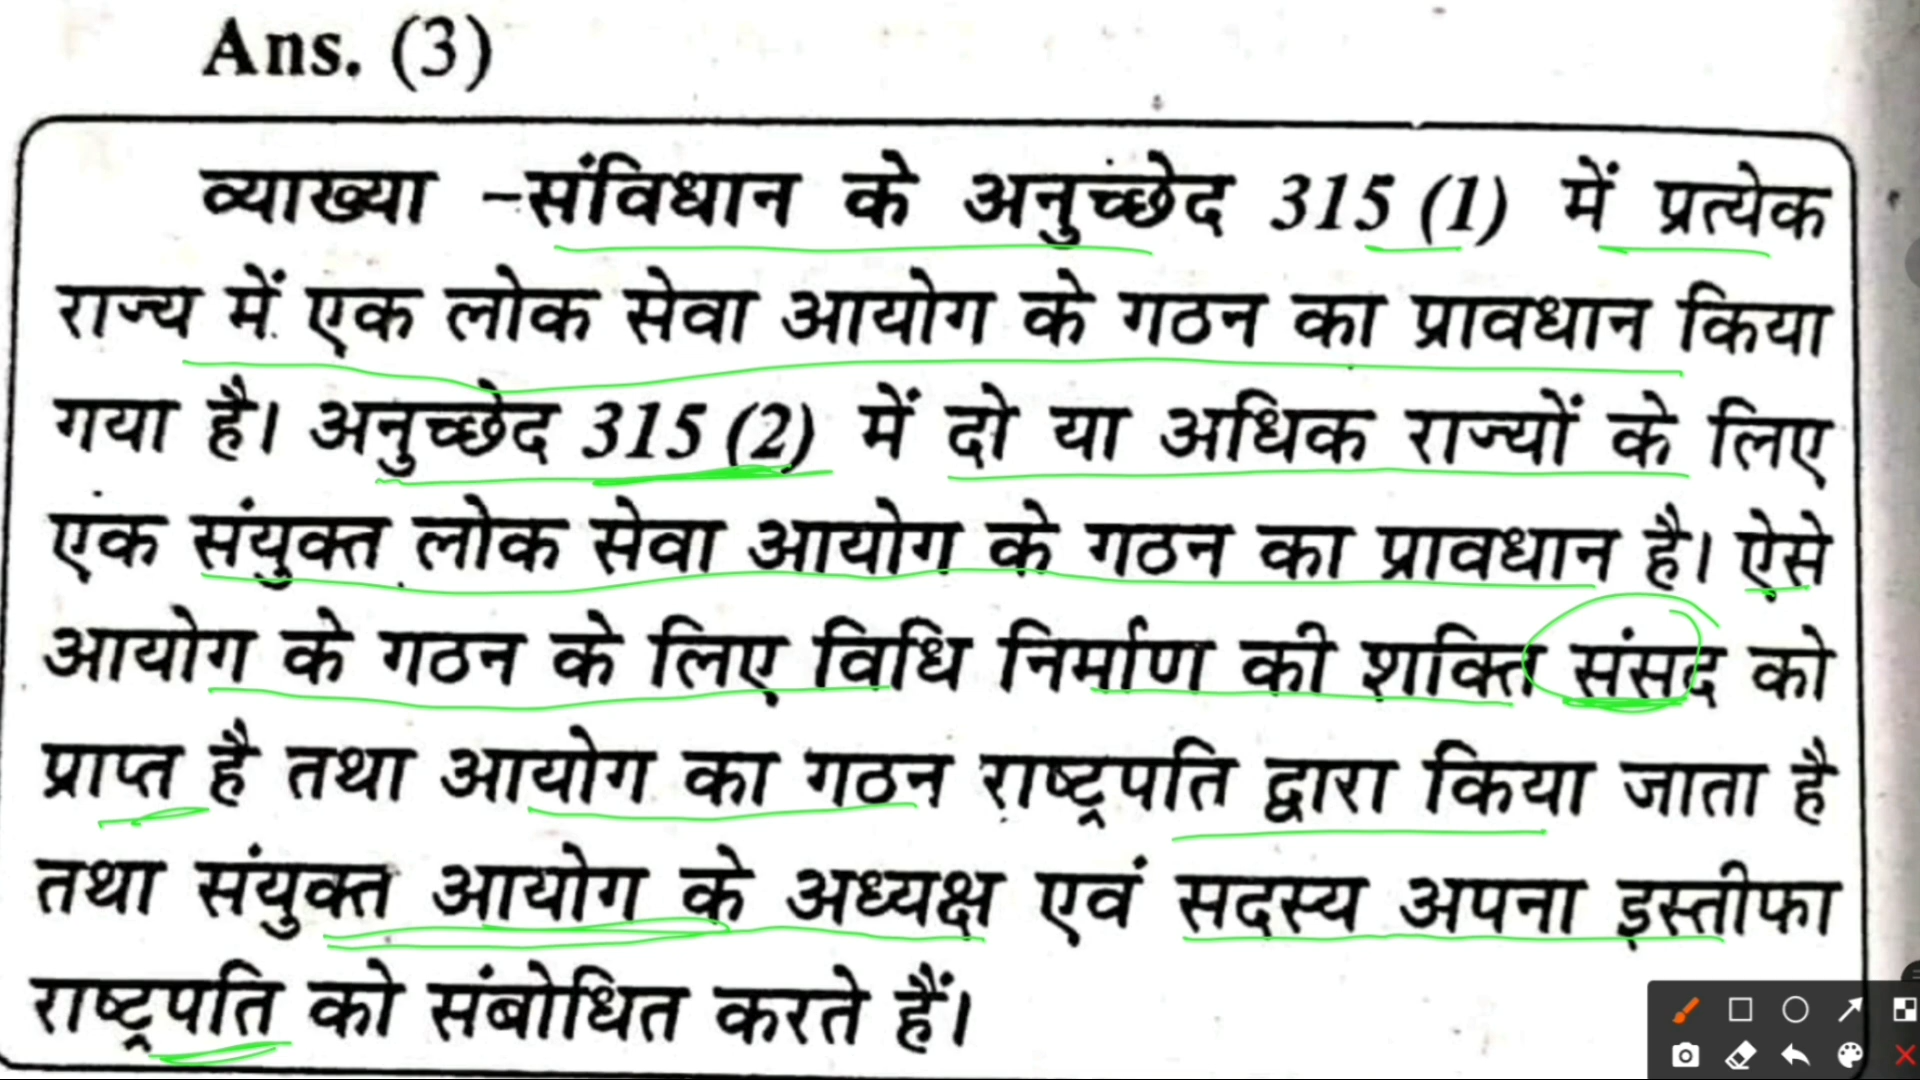 Ans. (3)
व्याख्या –संविधान के अनुच्छेद 315 (1) में प्रत्येक
राज्य में एक लोक सेवा आयोग के गठन का प्रावधान किया
गया है। अनुच्छेद 315 (2) में दो या अधिक राज्यों के लिए
एक संयुक्त लोक सेवा आयोग के गठन का प्रावधान है। ऐसे
आयोग के गठन के लिए विधि निर्माण की शक्ति संसद को
प्राप्त है तथा आयोग का गठन राष्ट्रपति द्वारा किया जाता है
तथा संयुक्त आयोग के अध्यक्ष एवं सदस्य अपना इस्तीफा
राष्ट्रपति को संबोधित करते हैं।